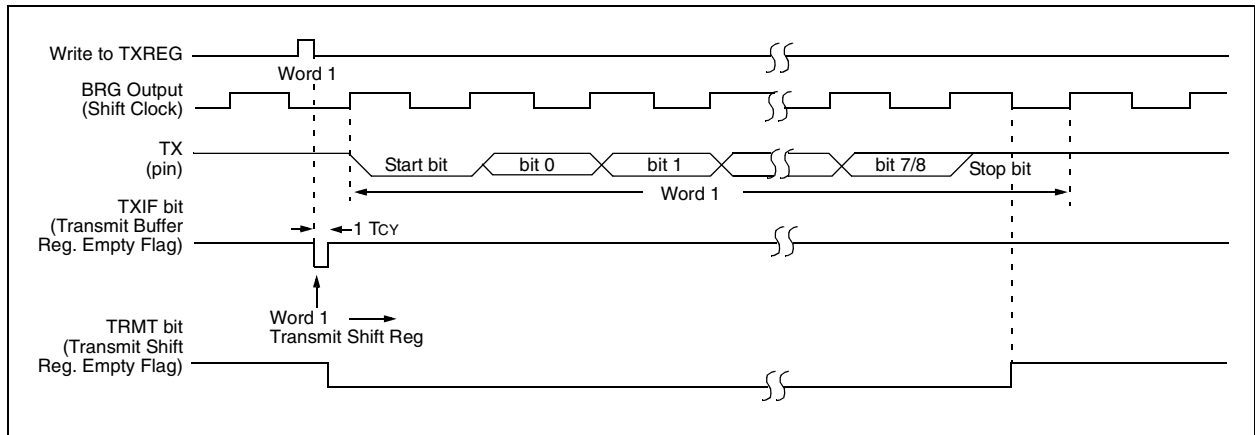 Write to TXREG
Word 1
BRG Output
(Shift Clock)
TX
(pin)
Start bit
bit 0
bit 1
bit 7/8
Stop bit
Word 1
TXIF bit
(Transmit Buffer
Reg. Empty Flag)
1 TCY
Word 1
Transmit Shift Reg
TRMT bit
(Transmit Shift
Reg. Empty Flag)